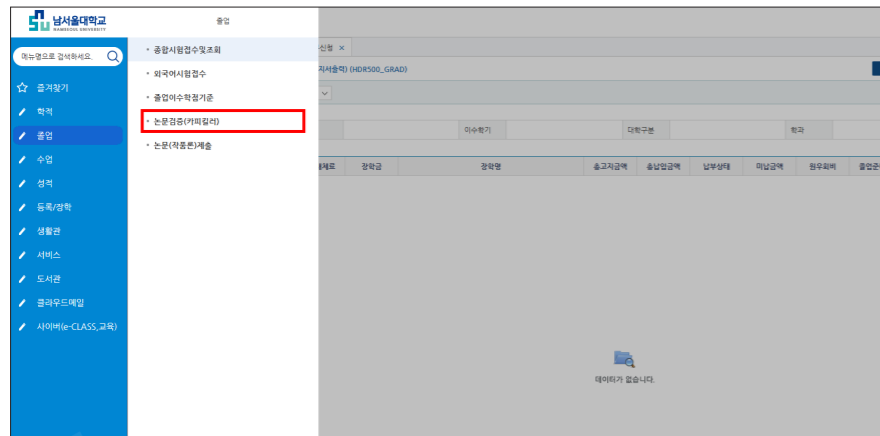 남서울대학교
NAMSEOUL UNIVERSITY
졸업
메뉴명으로 검색하세요.
즐겨찾기
학적
졸업
수업
성적
등록/장학
생활관
서비스
도서관
클라우드메일
사이버(e-CLASS,교육)
• 종합시험접수및조회
• 외국어시험접수
• 졸업이수학점기준
• 논문검증(카피킬러)
• 논문(작품론)제출
신청 ×
지서출력) (HDR500_GRAD)
이수학기 대학구분 학과
장학금 장학명 총고지금액 총납입금액 납부상태 미납금액 원우회비
데이터가 없습니다.